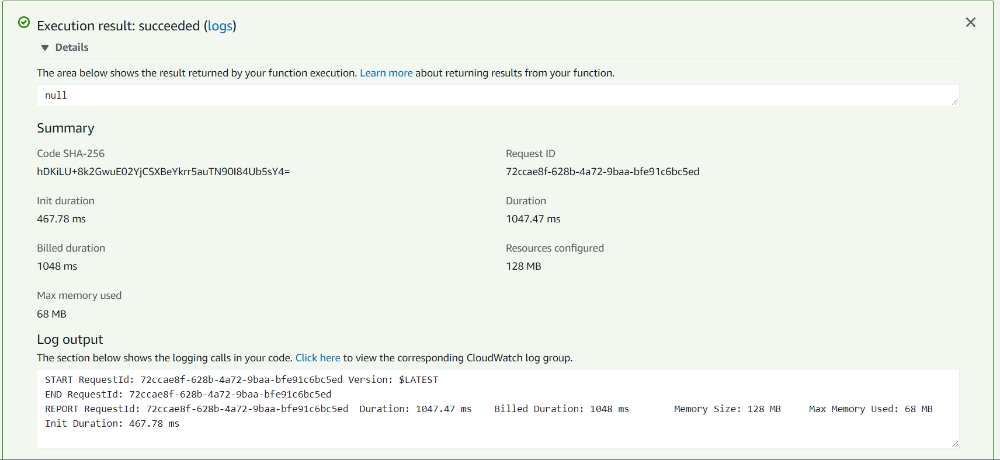 Execution result: succeeded (logs)
Details
The area below shows the result returned by your function execution. Learn more about returning results from your function.
null
Summary
Code SHA-256
hDKiLU+8k2GwuE02YjCSXBeYkrr5auTN90I84Ub5sY4=
Request ID
72ccae8f-628b-4a72-9baa-bfe91c6bc5ed
Init duration
467.78 ms
Duration
1047.47 ms
Billed duration
1048 ms
Resources configured
128 MB
Max memory used
68 MB
Log output
The section below shows the logging calls in your code. Click here to view the corresponding CloudWatch log group.
START RequestId: 72ccae8f-628b-4a72-9baa-bfe91c6bc5ed Version: $LATEST
END RequestId: 72ccae8f-628b-4a72-9baa-bfe91c6bc5ed
REPORT RequestId: 72ccae8f-628b-4a72-9baa-bfe91c6bc5ed Duration: 1047.47 ms Billed Duration: 1048 ms Memory Size: 128 MB Max Memory Used: 68 MB
Init Duration: 467.78 ms